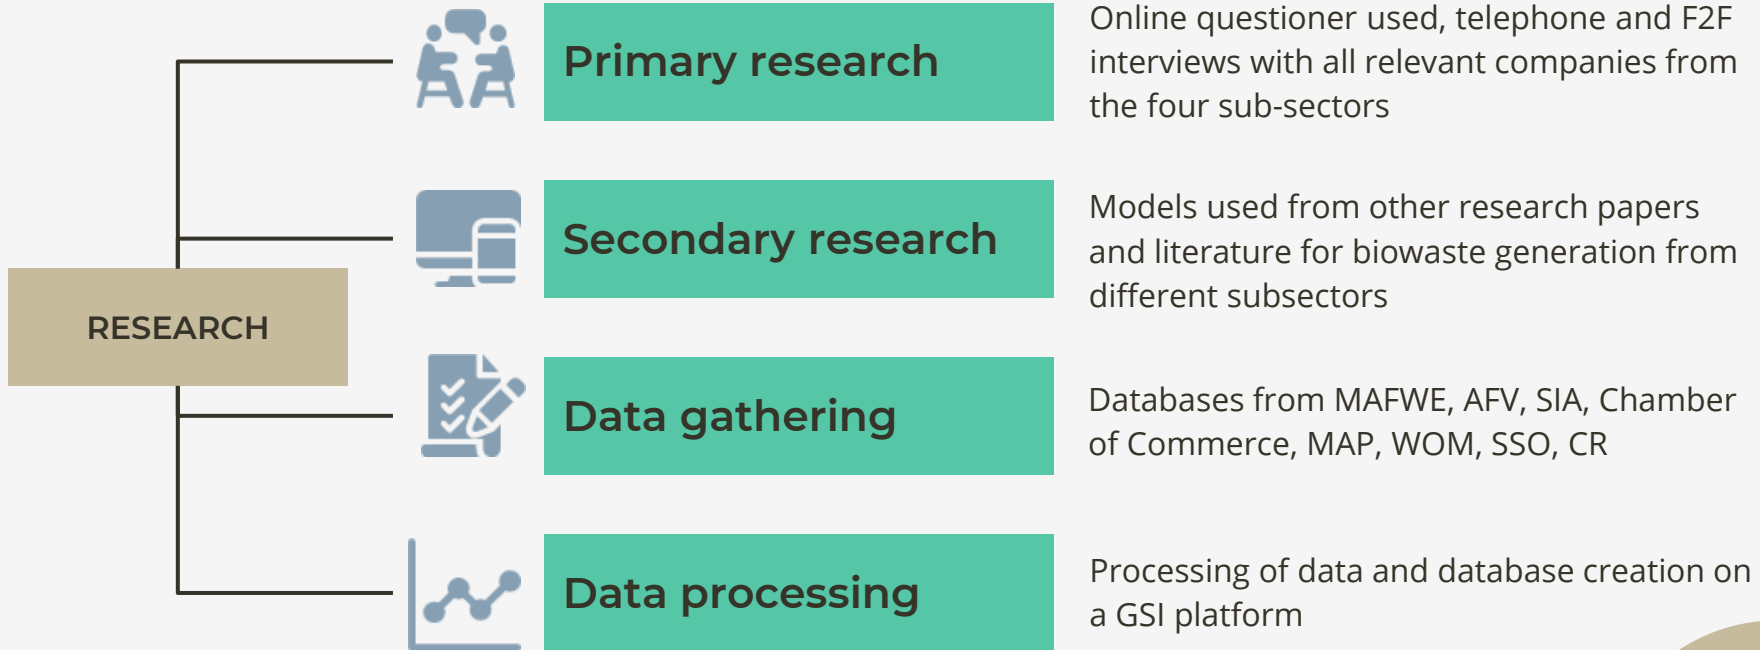 RESEARCH
Primary research
Online questioner used, telephone and F2F
interviews with all relevant companies from
the four sub-sectors
Secondary research
Models used from other research papers
and literature for biowaste generation from
different subsectors
Data gathering
Databases from MAFWE, AFV, SIA, Chamber
of Commerce, MAP, WOM, SSO, CR
Data processing
Processing of data and database creation on
a GSI platform